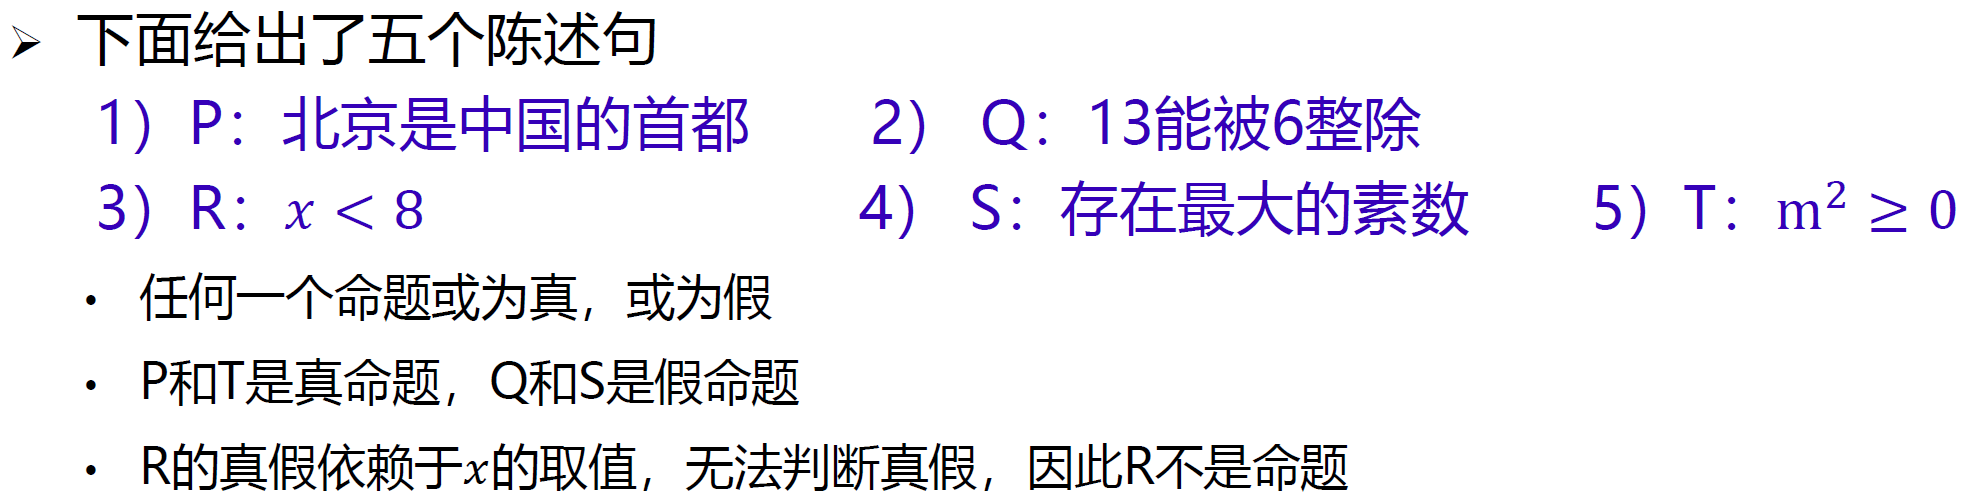 ➢ 下面给出了五个陈述句
1）P：北京是中国的首都 2） Q：13能被6整除
3）R：x < 8 4） S：存在最大的素数 5）T：m² ≥ 0
• 任何一个命题或为真，或为假
• P和T是真命题，Q和S是假命题
• R的真假依赖于x的取值，无法判断真假，因此R不是命题